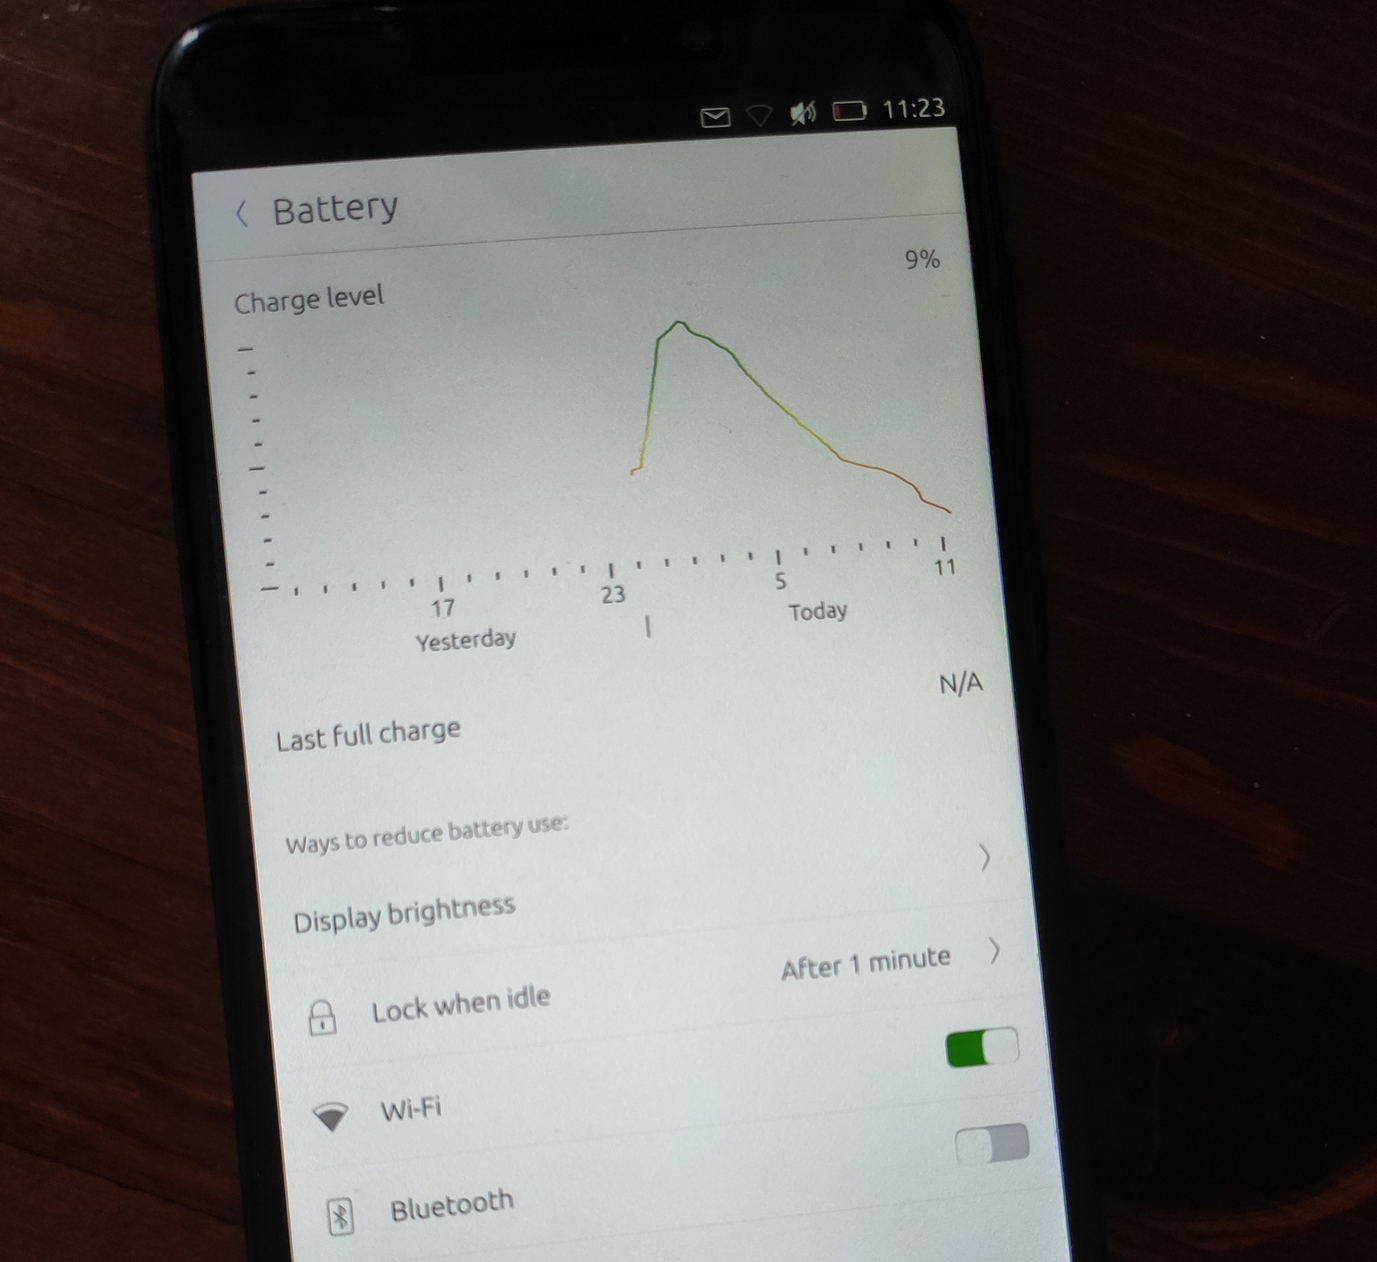 11:23
Battery
Charge level 9%
17 23 5 11
Yesterday Today
Last full charge N/A
Ways to reduce battery use:
Display brightness
Lock when idle After 1 minute
Wi-Fi
Bluetooth